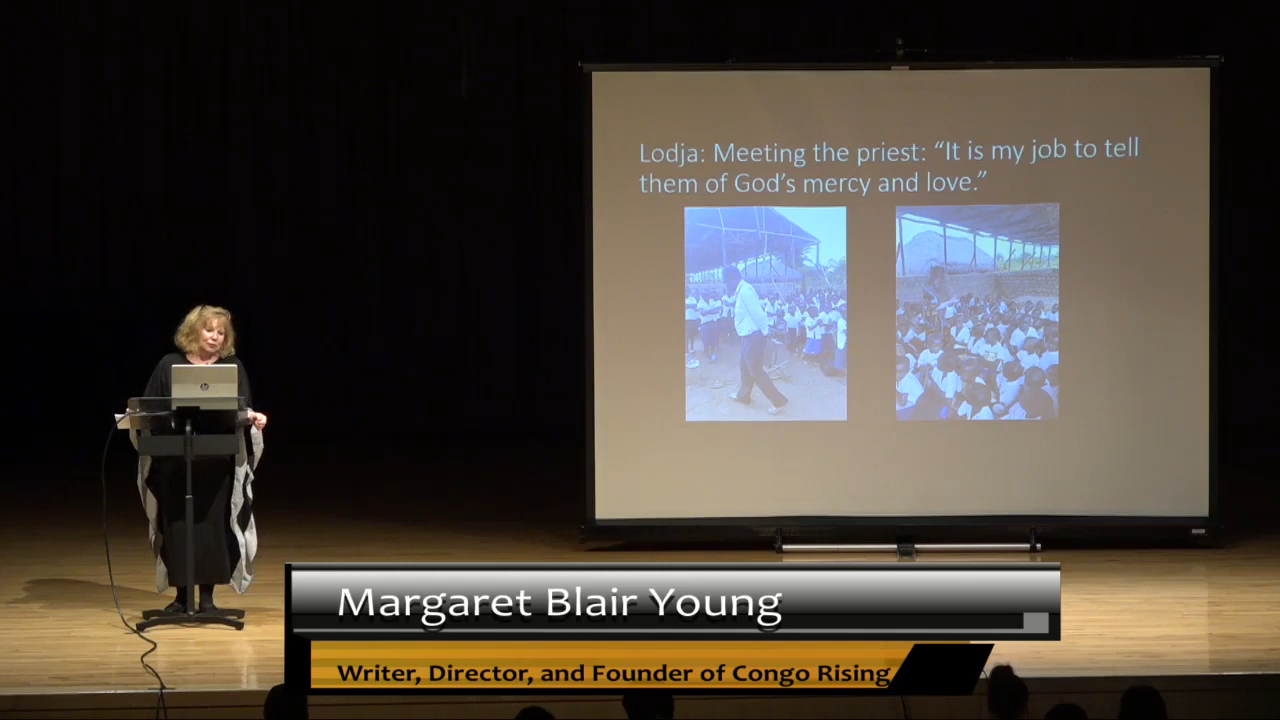 Lodja: Meeting the priest: “It is my job to tell
them of God’s mercy and love.”
hp
Margaret Blair Young
Writer, Director, and Founder of Congo Rising